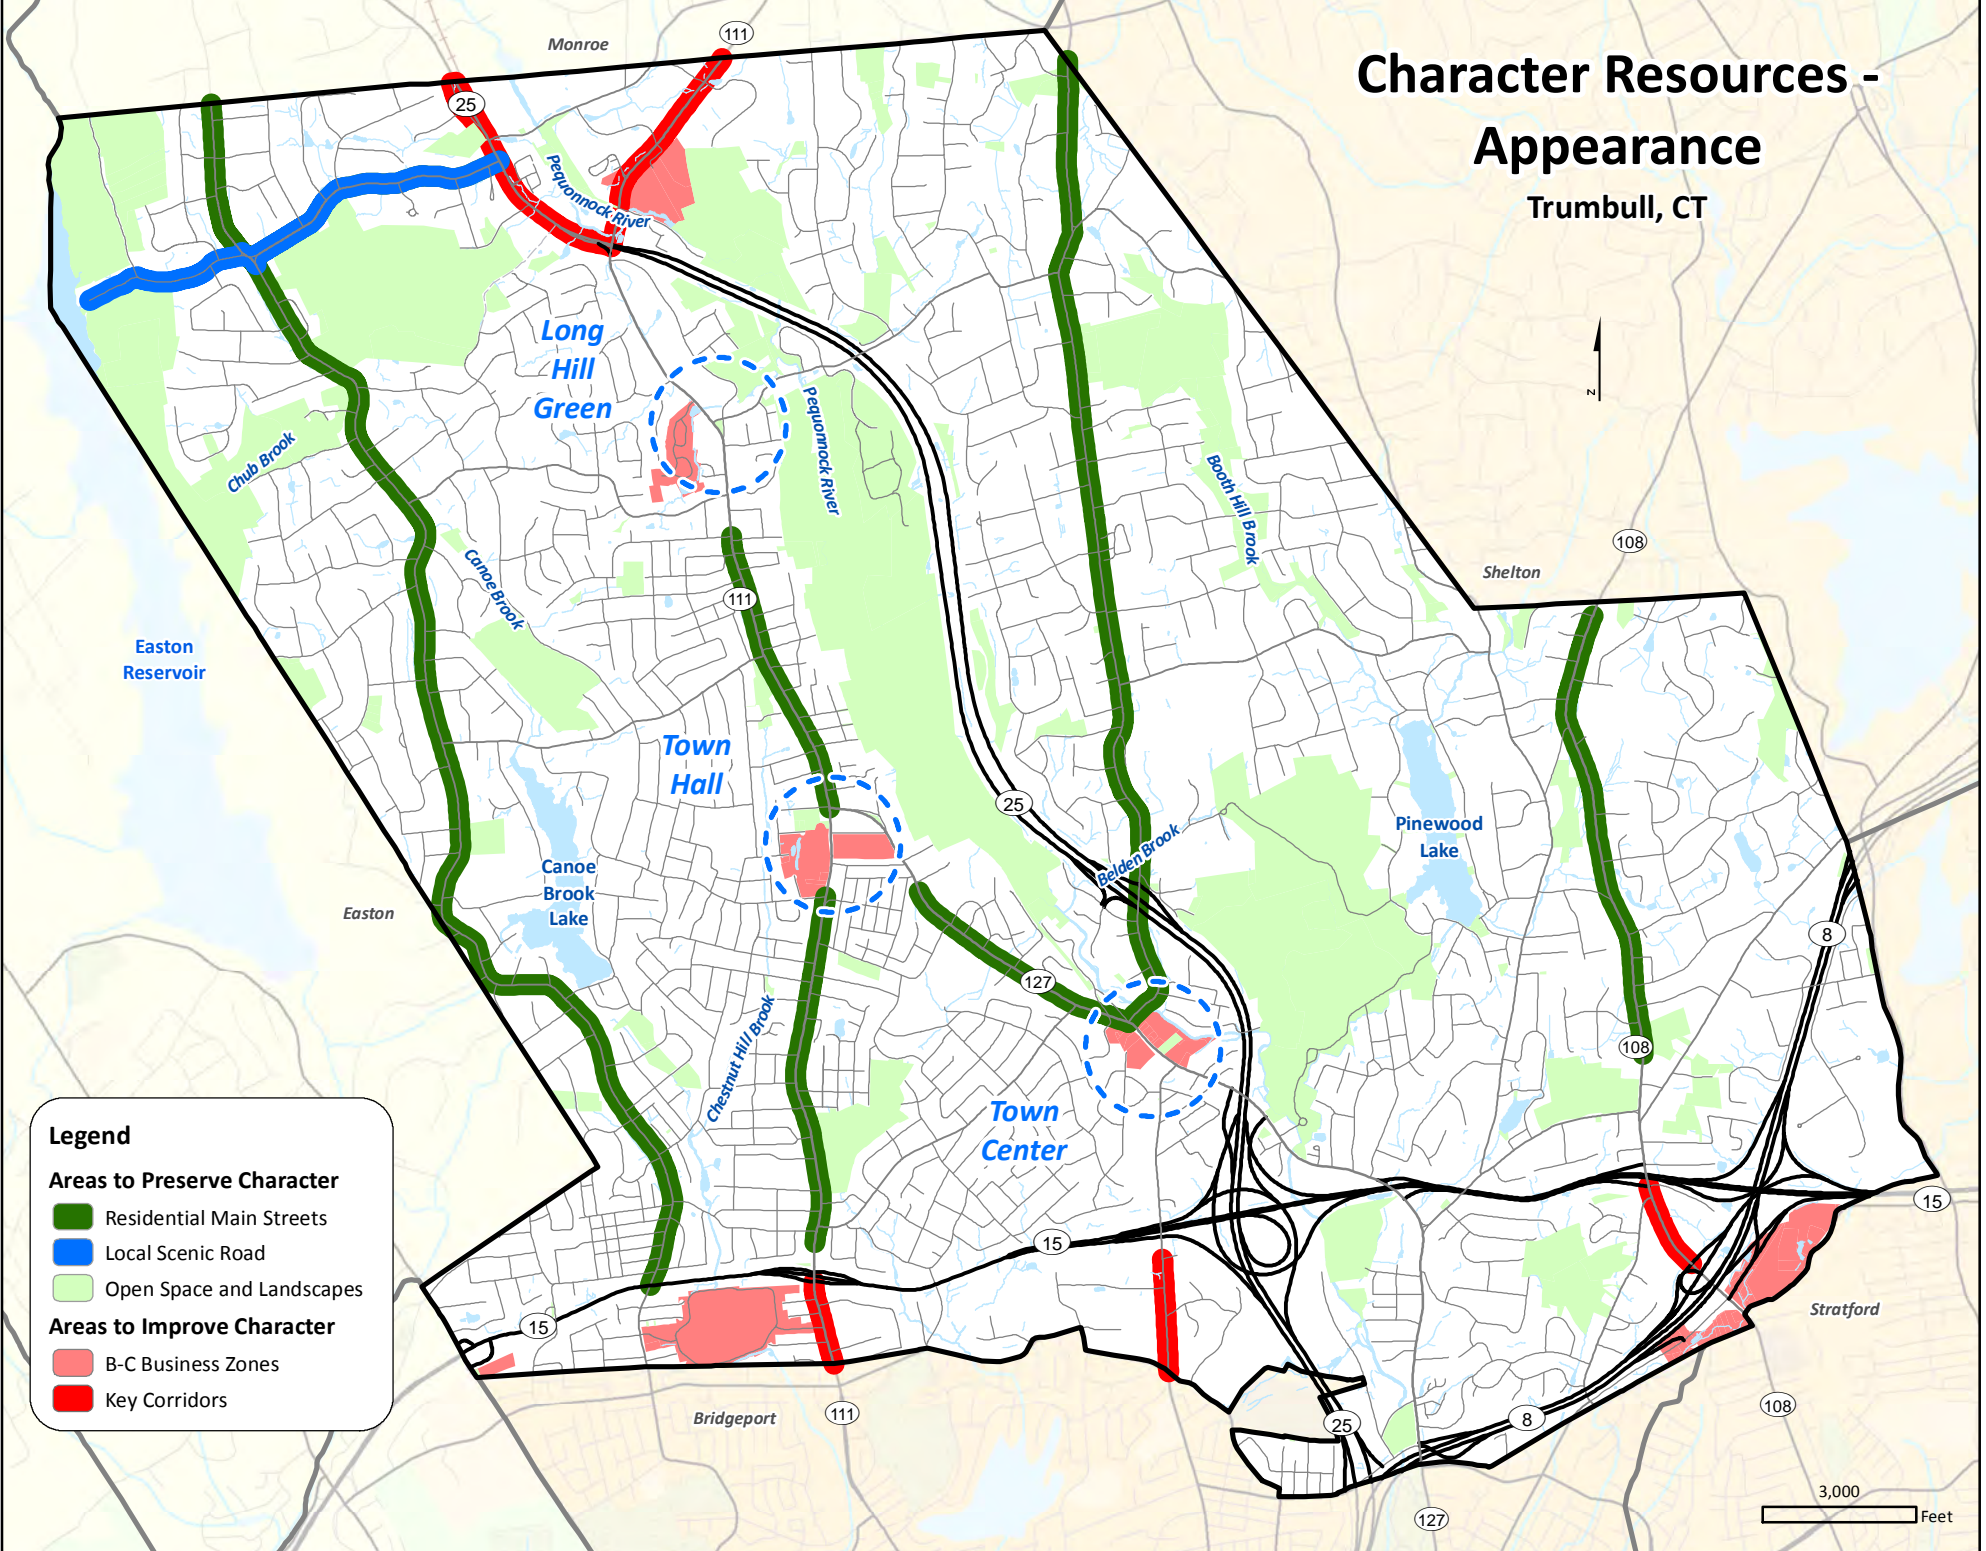 Character Resources -
Appearance
Trumbull, CT
Monroe
111
25
Pequonnock River
Long
Hill
Green
Chub Brook
Pequonnock River
Booth Hill Brook
z
108
Shelton
Canoe Brook
111
Easton
Reservoir
Town
Hall
25
Belden Brook
Pinewood
Lake
Canoe
Brook
Lake
Easton
8
127
108
Chestnut Hill Brook
Town
Center
15
15
15
Stratford
Bridgeport
111
25
8
108
127
Legend
Areas to Preserve Character
Residential Main Streets
Local Scenic Road
Open Space and Landscapes
Areas to Improve Character
B-C Business Zones
Key Corridors
3,000
Feet